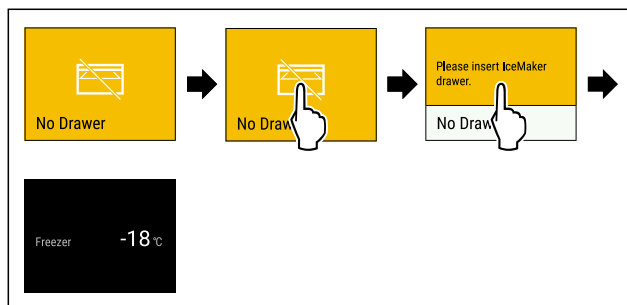 No Drawer
No Draw
Please insert IceMaker
drawer.
No Draw
Freezer -18 °C